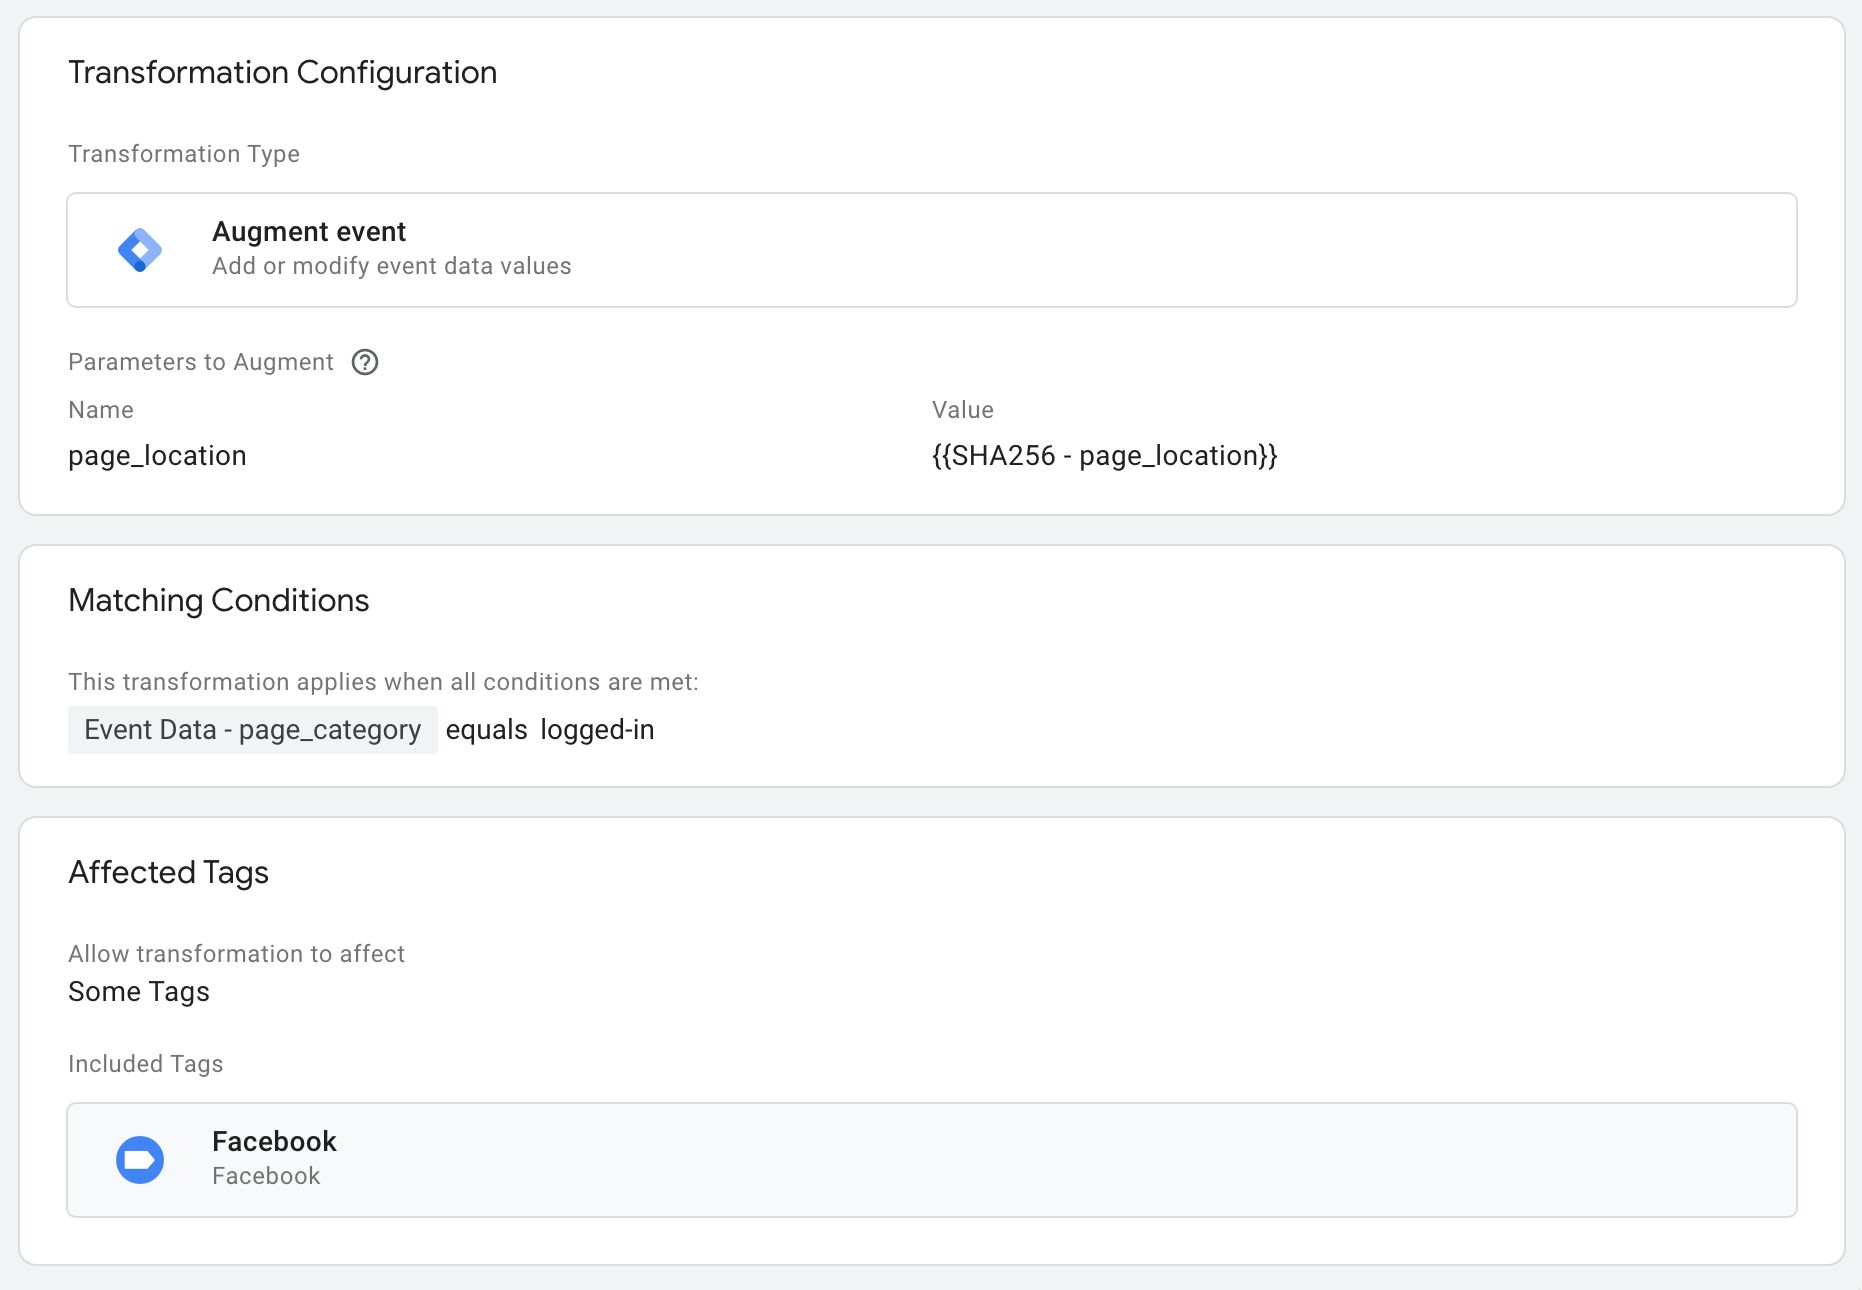 Transformation Configuration
Transformation Type
Augment event
Add or modify event data values
Parameters to Augment
Name Value
page_location {{SHA256 - page_location}}
Matching Conditions
This transformation applies when all conditions are met:
Event Data - page_category equals logged-in
Affected Tags
Allow transformation to affect
Some Tags
Included Tags
Facebook
Facebook